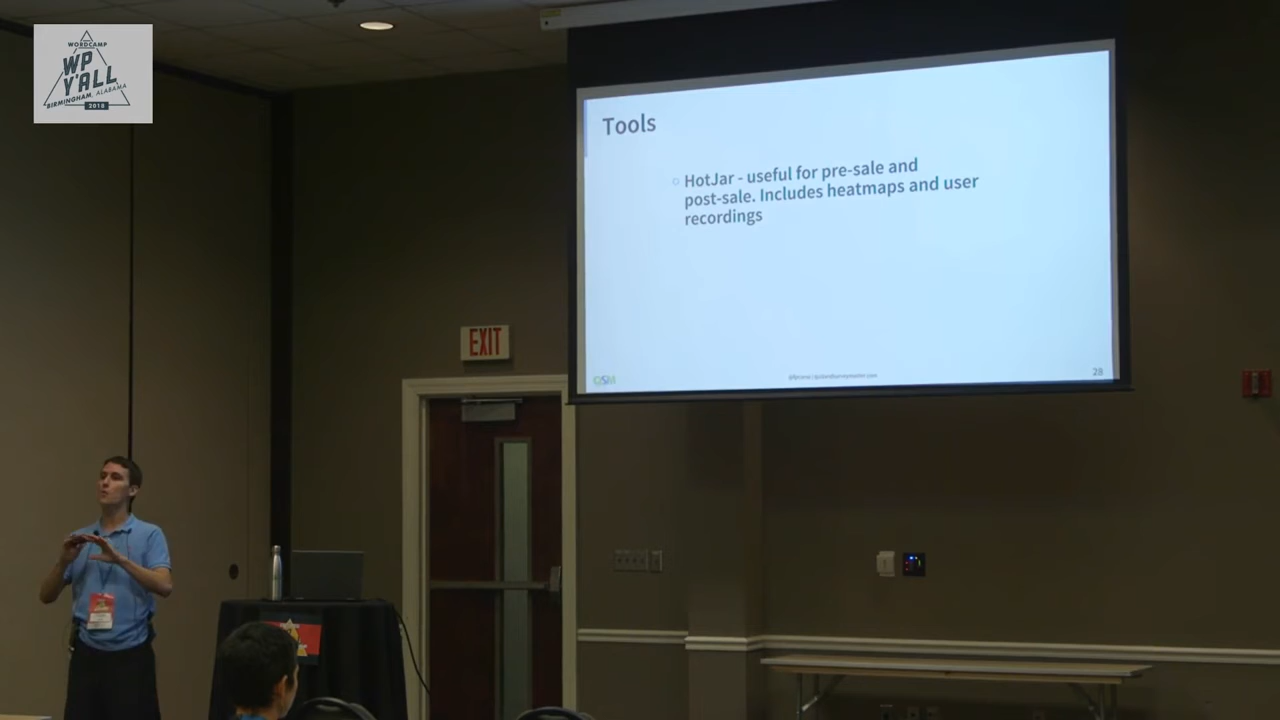 WORDCAMP
WP
Y'ALL
BIRMINGHAM, ALABAMA
2018
Tools
HotJar - useful for pre-sale and
post-sale. Includes heatmaps and user
recordings
QSM
28
EXIT